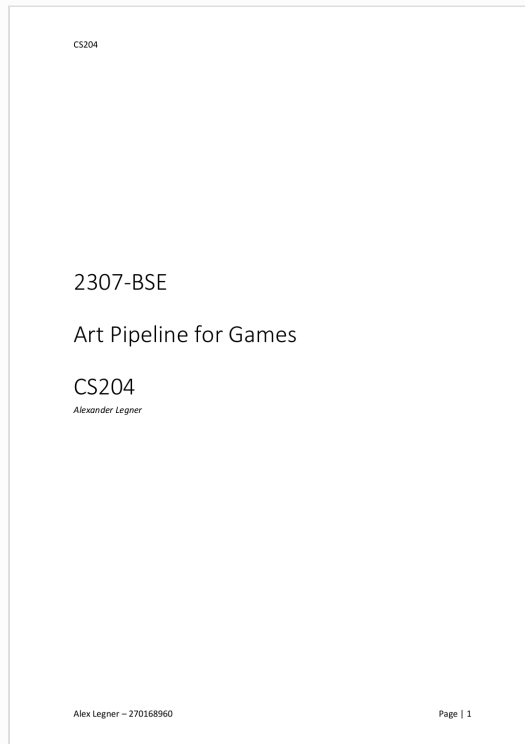 CS204
2307-BSE
Art Pipeline for Games
CS204
Alexander Legner
Alex Legner – 270168960 Page | 1